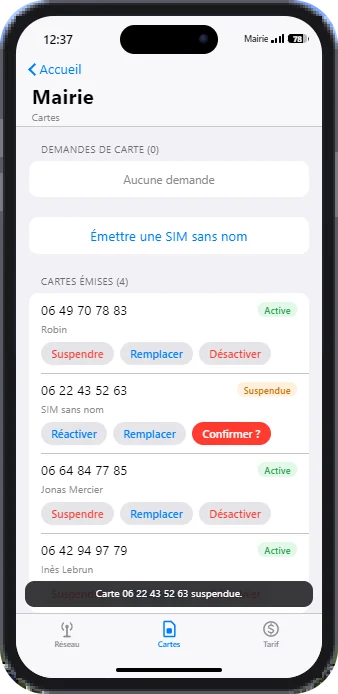 12:37 Mairie 78
Accueil
Mairie
Cartes
DEMANDES DE CARTE (0)
Aucune demande
Émettre une SIM sans nom
CARTES ÉMISES (4)
06 49 70 78 83 Active
Robin
Suspendre Remplacer Désactiver
06 22 43 52 63 Suspendue
SIM sans nom
Réactiver Remplacer Confirmer ?
06 64 84 77 85 Active
Jonas Mercier
Suspendre Remplacer Désactiver
06 42 94 97 79 Active
Inès Lebrun
Carte 06 22 43 52 63 suspendue.
Réseau Cartes Tarif